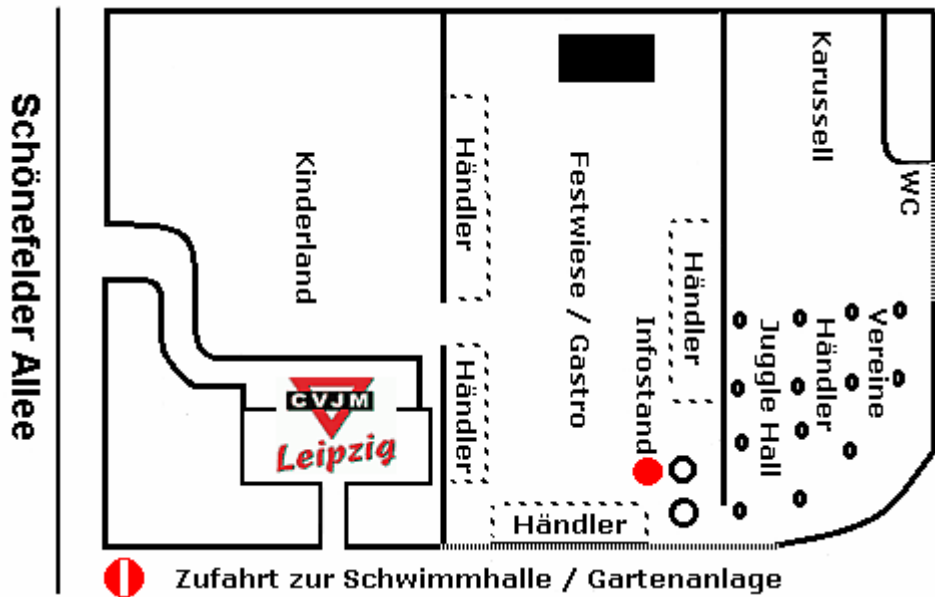 Schönefelder Allee
Kinderland
Händler
Händler
CVJM
Leipzig
Festwiese / Gastro
Händler
Infostand
Händler
Karussell
WC
Juggle Hall
Händler
Vereine
Zufahrt zur Schwimmhalle / Gartenanlage